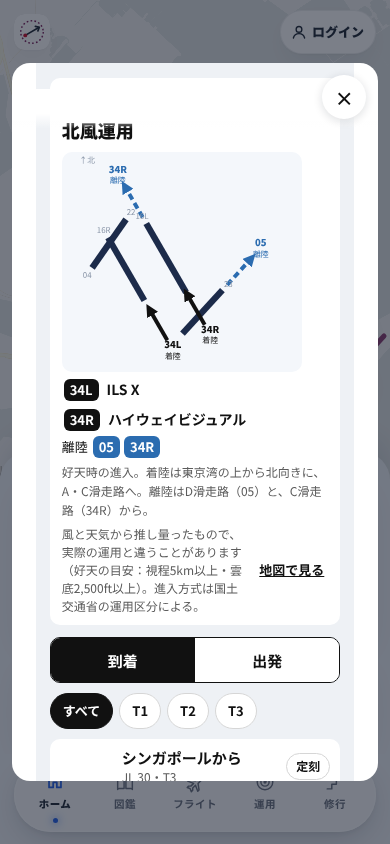 ログイン
×
北風運用
↑北
34R
離陸
22
16L
16R
05
離陸
23
04
34R
着陸
34L
着陸
34L ILS X
34R ハイウェイビジュアル
離陸 05 34R
好天時の進入。着陸は東京湾の上から北向きに、
A・C滑走路へ。離陸はD滑走路（05）と、C滑走
路（34R）から。
風と天気から推し量ったもので、
実際の運用と違うことがあります
（好天の目安：視程5km以上・雲
底2,500ft以上）。進入方式は国土
交通省の運用区分による。
地図で見る
到着 出発
すべて T1 T2 T3
シンガポールから
JL30・T3
定刻
ホーム 図鑑 フライト 運用 修行